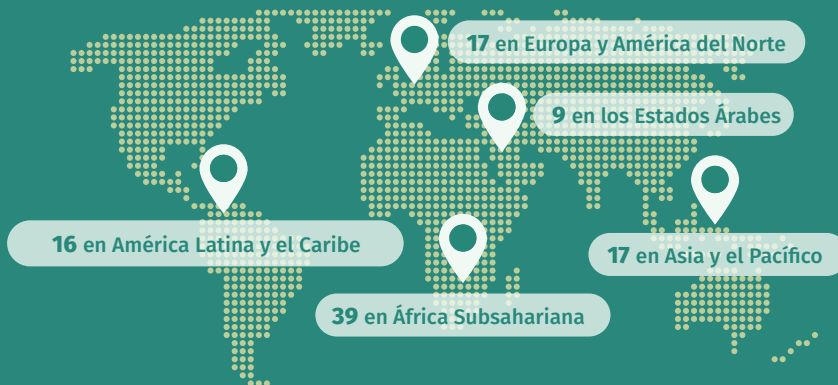 17 en Europa y América del Norte
9 en los Estados Árabes
16 en América Latina y el Caribe
17 en Asia y el Pacífico
39 en África Subsahariana